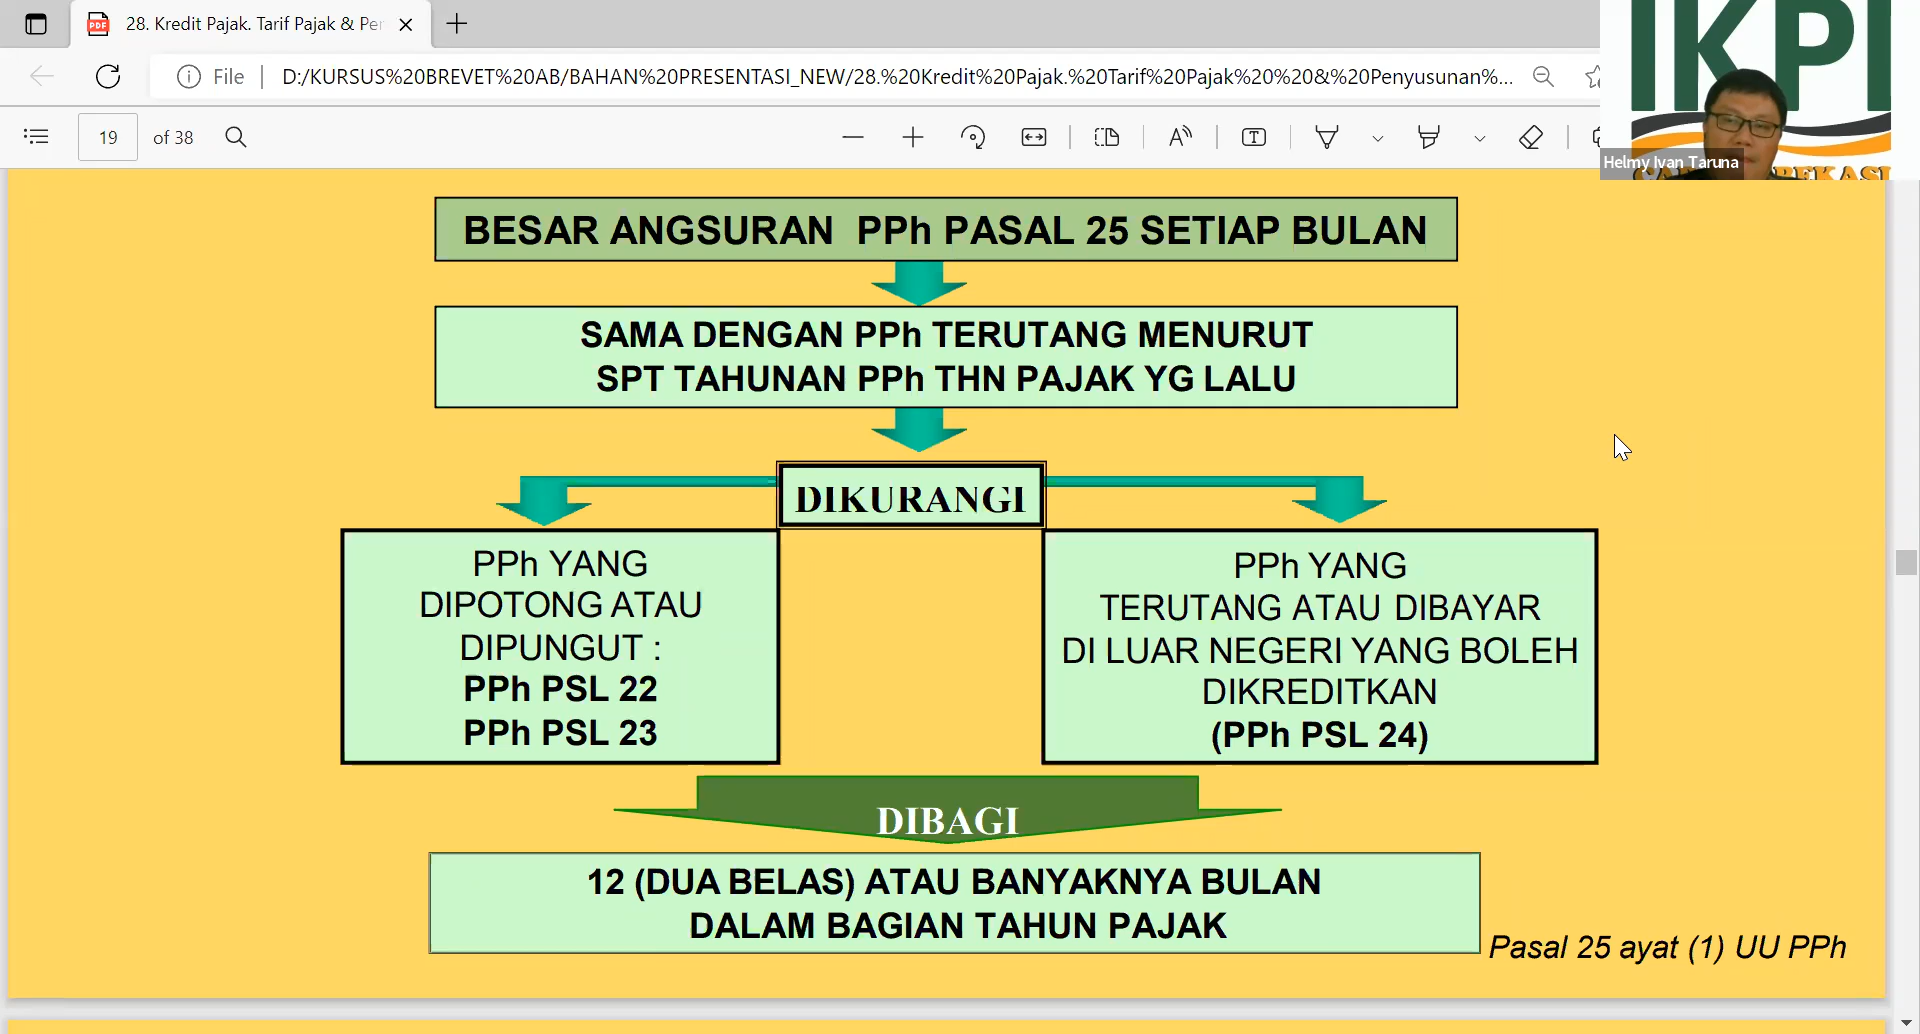 28. Kredit Pajak. Tarif Pajak & Per
File
D:/KURSUS%20BREVET%20AB/BAHAN%20PRESENTASI_NEW/28.%20Kredit%20Pajak.%20Tarif%20Pajak%20%20&%20Penyusunan%...
19 of 38
IKPI
Helmy Ivan Taruna
BESAR ANGSURAN PPh PASAL 25 SETIAP BULAN
SAMA DENGAN PPh TERUTANG MENURUT
SPT TAHUNAN PPh THN PAJAK YG LALU
DIKURANGI
PPh YANG
DIPOTONG ATAU
DIPUNGUT :
PPh PSL 22
PPh PSL 23
PPh YANG
TERUTANG ATAU DIBAYAR
DI LUAR NEGERI YANG BOLEH
DIKREDITKAN
(PPh PSL 24)
DIBAGI
12 (DUA BELAS) ATAU BANYAKNYA BULAN
DALAM BAGIAN TAHUN PAJAK
Pasal 25 ayat (1) UU PPh